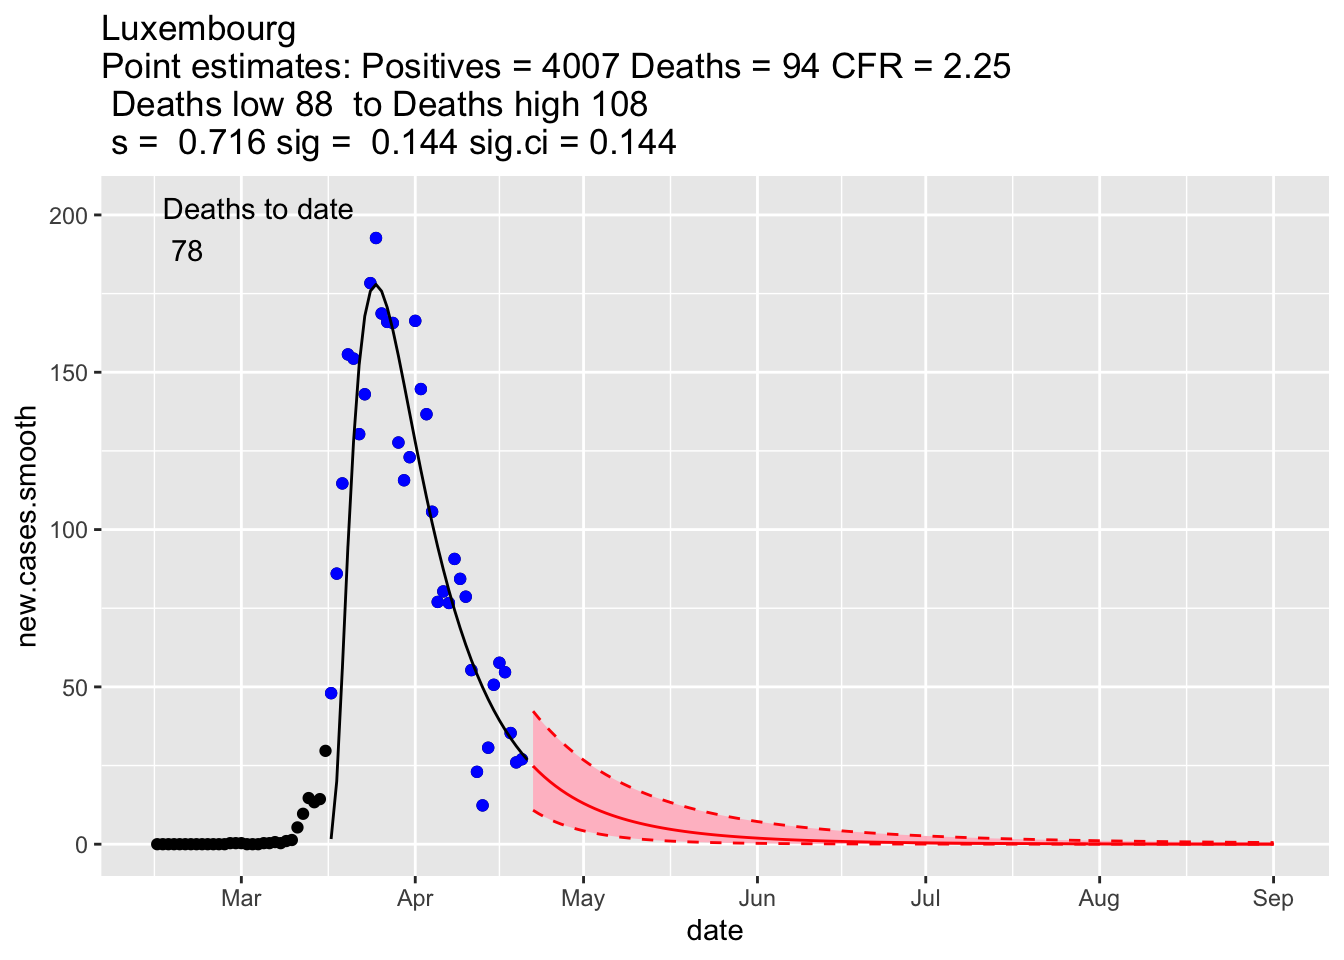 Luxembourg
Point estimates: Positives = 4007 Deaths = 94 CFR = 2.25
Deaths low 88  to Deaths high 108
s =  0.716 sig =  0.144 sig.ci = 0.144
Deaths to date
78
200
150
100
50
0
new.cases.smooth
Mar Apr May Jun Jul Aug Sep
date